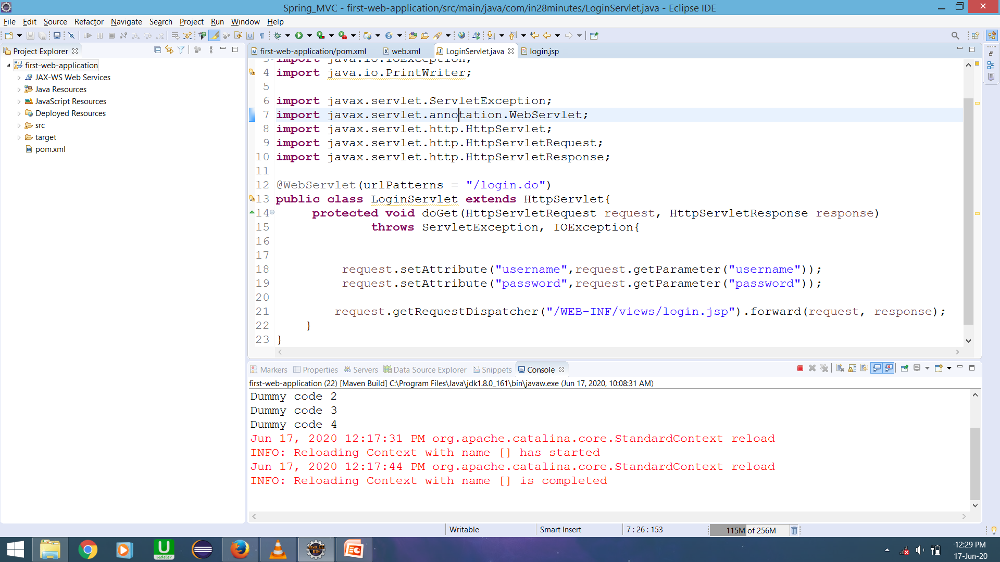 Spring_MVC - first-web-application/src/main/java/com/in28minutes/LoginServlet.java - Eclipse IDE
File Edit Source Refactor Navigate Search Project Run Window Help
Project Explorer
first-web-application
JAX-WS Web Services
Java Resources
JavaScript Resources
Deployed Resources
src
target
pom.xml
first-web-application/pom.xml web.xml LoginServlet.java login.jsp
3 import java.io.IOException;
4 import java.io.PrintWriter;
5
6 import javax.servlet.ServletException;
7 import javax.servlet.annotation.WebServlet;
8 import javax.servlet.http.HttpServlet;
9 import javax.servlet.http.HttpServletRequest;
10 import javax.servlet.http.HttpServletResponse;
11
12 @WebServlet(urlPatterns = "/login.do")
13 public class LoginServlet extends HttpServlet{
14 protected void doGet(HttpServletRequest request, HttpServletResponse response)
15 throws ServletException, IOException{
16
17
18 request.setAttribute("username",request.getParameter("username"));
19 request.setAttribute("password",request.getParameter("password"));
20
21 request.getRequestDispatcher("/WEB-INF/views/login.jsp").forward(request, response);
22 }
23 }
Markers Properties Servers Data Source Explorer Snippets Console
first-web-application (22) [Maven Build] C:\Program Files\Java\jdk1.8.0_161\bin\javaw.exe (Jun 17, 2020, 10:08:31 AM)
Dummy code 2
Dummy code 3
Dummy code 4
Jun 17, 2020 12:17:31 PM org.apache.catalina.core.StandardContext reload
INFO: Reloading Context with name [] has started
Jun 17, 2020 12:17:44 PM org.apache.catalina.core.StandardContext reload
INFO: Reloading Context with name [] is completed
Writable Smart Insert 7 : 26 : 153 115M of 256M
U
udeler
Java EE
IDE
12:29 PM
17-Jun-20